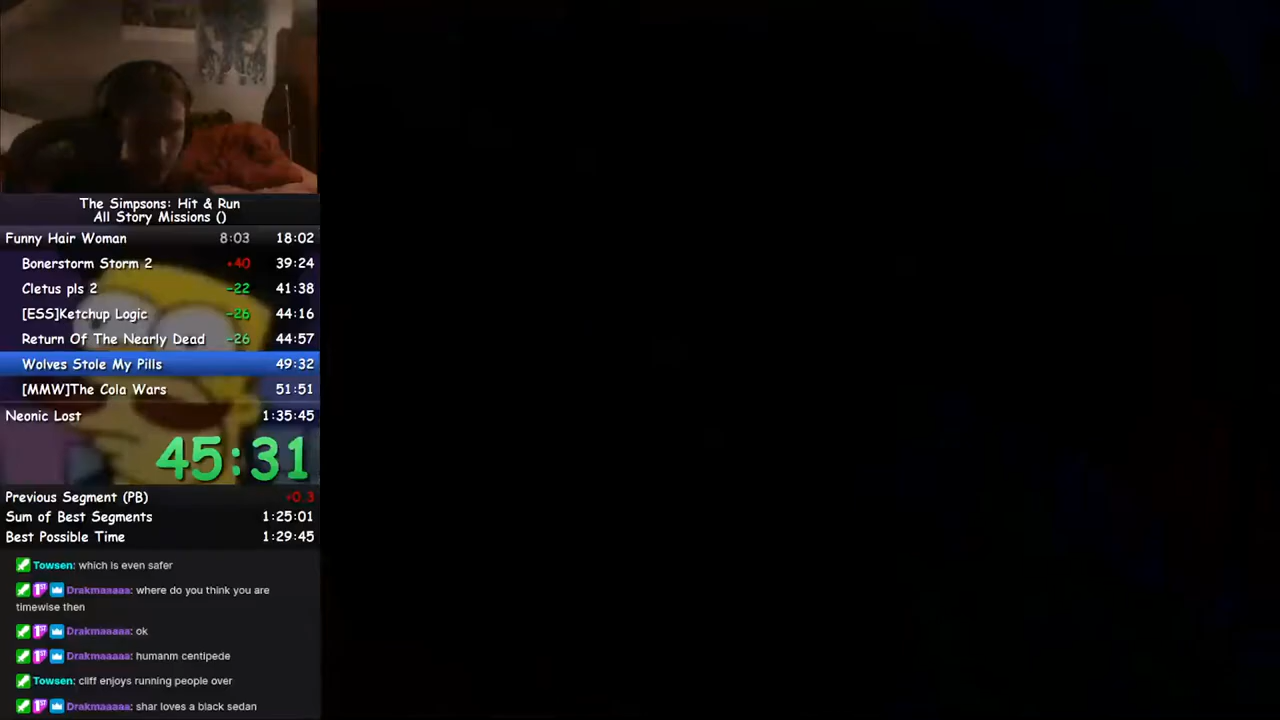 The Simpsons: Hit & Run
All Story Missions ()
Funny Hair Woman 8:03 18:02
Bonerstorm Storm 2 +40 39:24
Cletus pls 2 -22 41:38
[ESS]Ketchup Logic -26 44:16
Return Of The Nearly Dead -26 44:57
Wolves Stole My Pills 49:32
[MMW]The Cola Wars 51:51
Neonic Lost 1:35:45
45:31
Previous Segment (PB) +0.3
Sum of Best Segments 1:25:01
Best Possible Time 1:29:45
Towsen: which is even safer
Drakmaaaaa: where do you think you are
timewise then
Drakmaaaaa: ok
Drakmaaaaa: humanm centipede
Towsen: cliff enjoys running people over
Drakmaaaaa: shar loves a black sedan